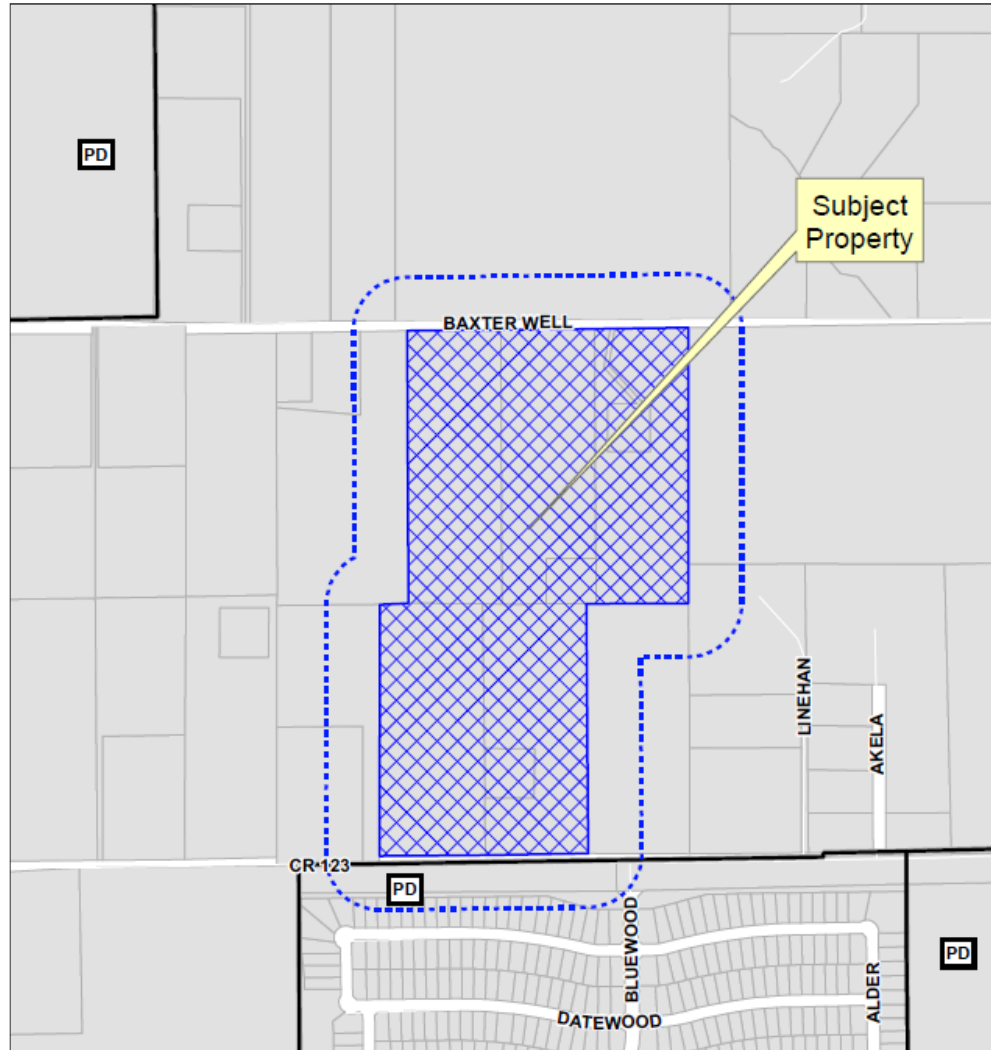 PD
Subject
Property
BAXTER WELL
LINEHAN
AKELA
CR 123
PD
BLUEWOOD
PD
ALDER
DATEWOOD